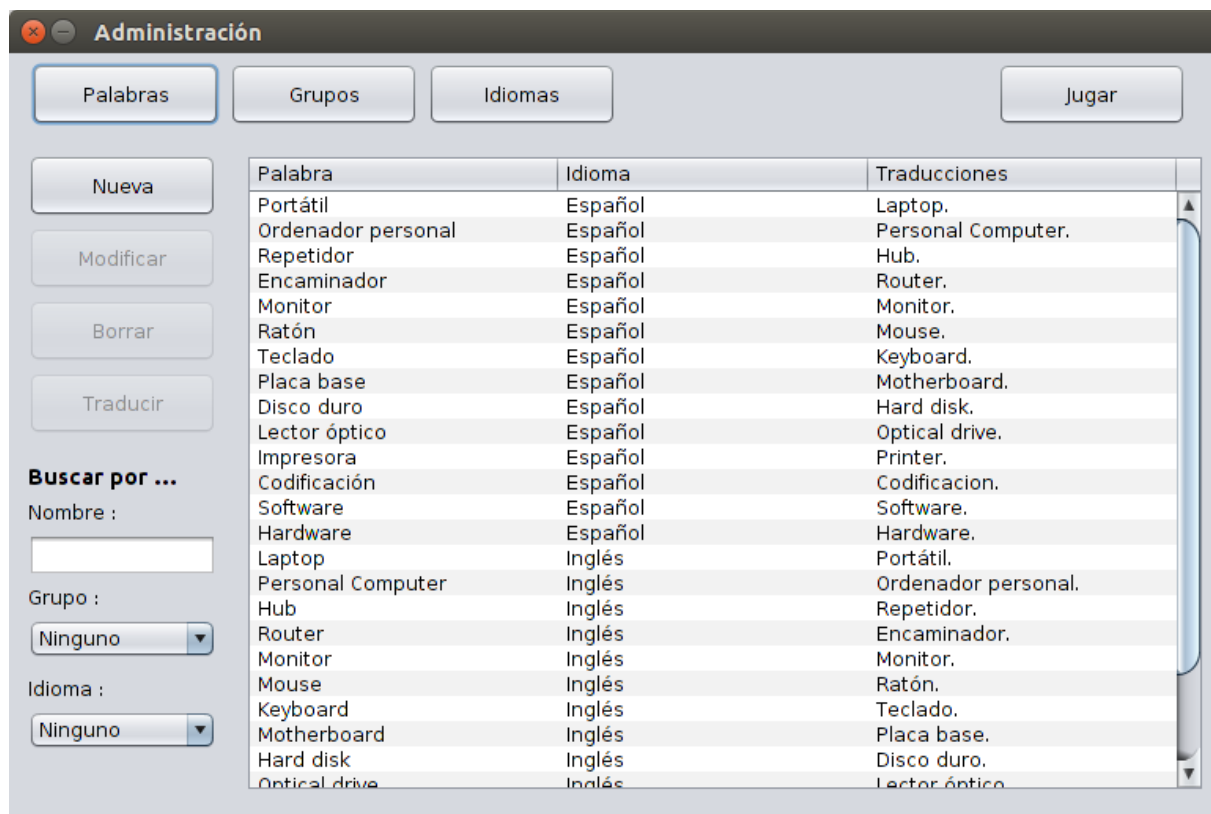 Administración
Palabras Grupos Idiomas Jugar
Nueva
Modificar
Borrar
Traducir
Buscar por ...
Nombre :
Grupo :
Ninguno
Idioma :
Ninguno
Palabra Idioma Traducciones
Portátil Español Laptop.
Ordenador personal Español Personal Computer.
Repetidor Español Hub.
Encaminador Español Router.
Monitor Español Monitor.
Ratón Español Mouse.
Teclado Español Keyboard.
Placa base Español Motherboard.
Disco duro Español Hard disk.
Lector óptico Español Optical drive.
Impresora Español Printer.
Codificación Español Codificacion.
Software Español Software.
Hardware Español Hardware.
Laptop Inglés Portátil.
Personal Computer Inglés Ordenador personal.
Hub Inglés Repetidor.
Router Inglés Encaminador.
Monitor Inglés Monitor.
Mouse Inglés Ratón.
Keyboard Inglés Teclado.
Motherboard Inglés Placa base.
Hard disk Inglés Disco duro.
Optical drive Inglés Lector óptico